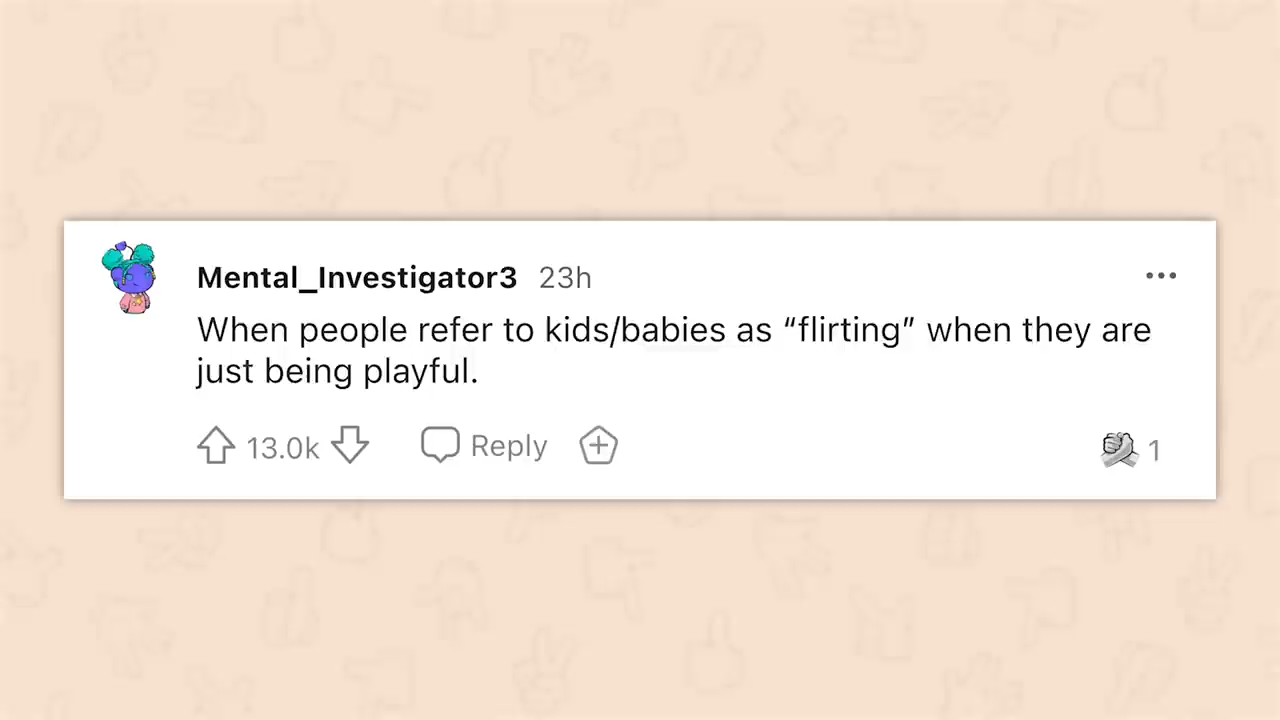 Mental_Investigator3 23h
When people refer to kids/babies as “flirting” when they are
just being playful.
13.0k Reply 1